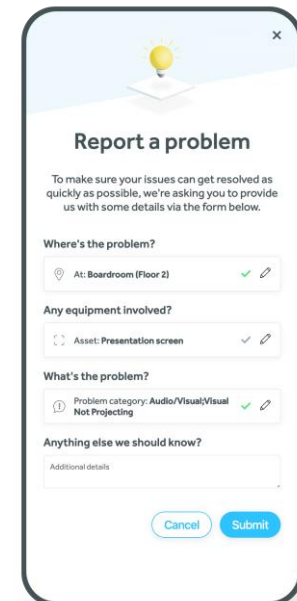 Report a problem
To make sure your issues can get resolved as
quickly as possible, we're asking you to provide
us with some details via the form below.
Where's the problem?
At: Boardroom (Floor 2)
Any equipment involved?
Asset: Presentation screen
What's the problem?
Problem category: Audio/Visual;Visual
Not Projecting
Anything else we should know?
Additional details
Cancel Submit